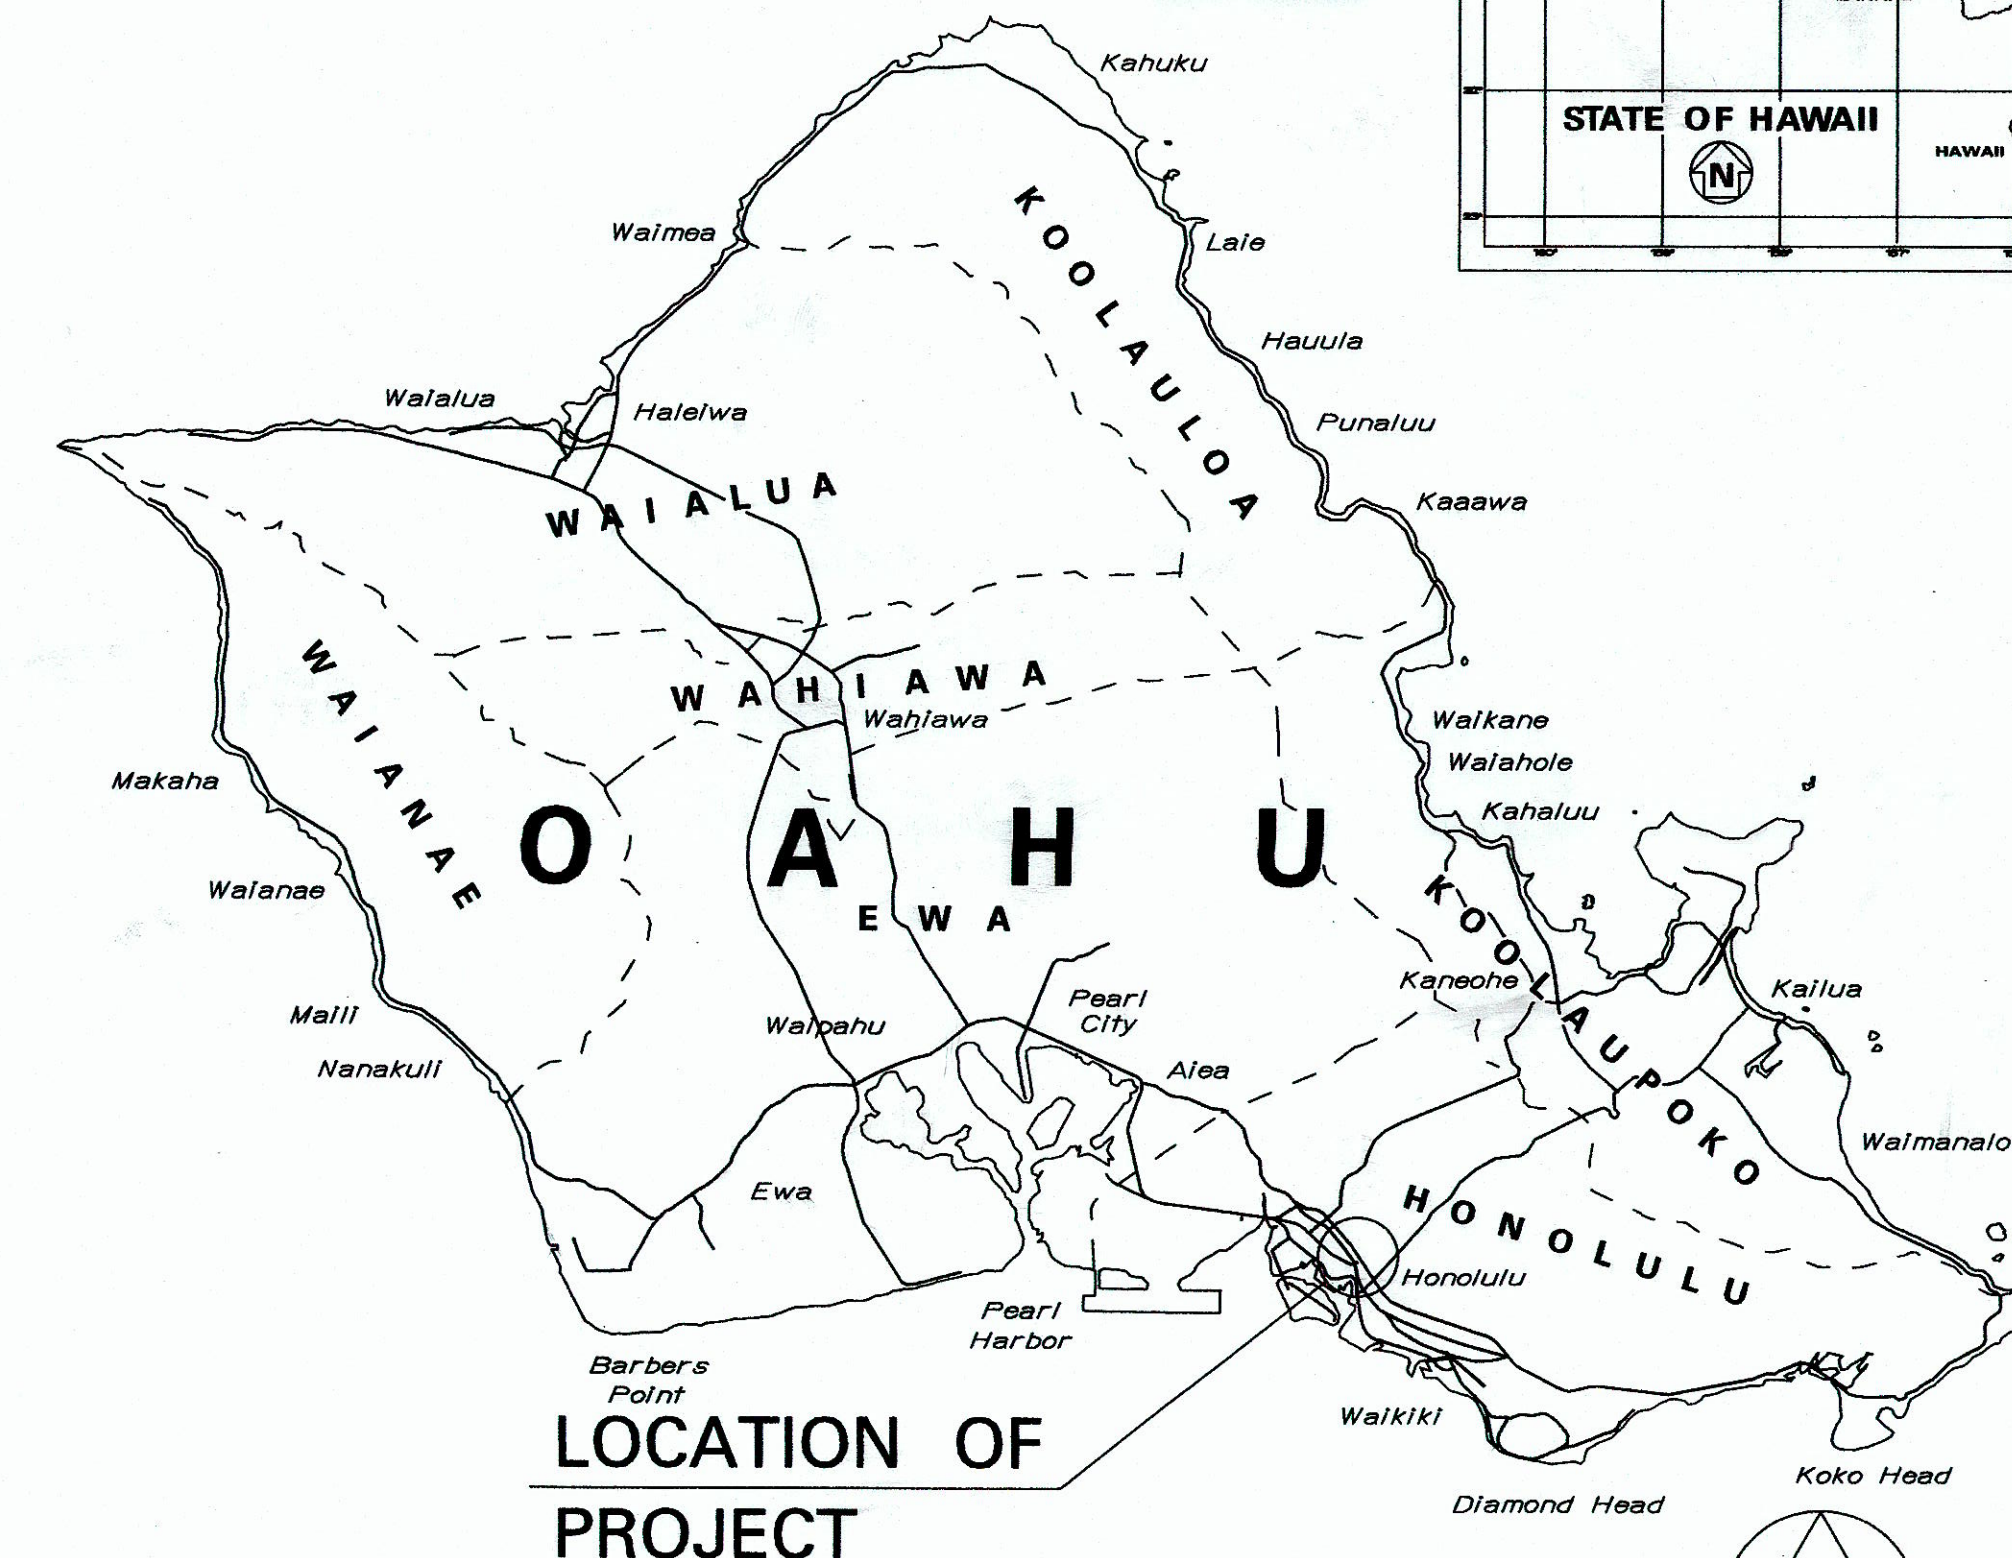 Kahuku
STATE OF HAWAII
N
HAWAII
Waimea
Laie
KOOLAULOA
Hauula
Waialua
Haleiwa
Punaluu
WAIALUA
Kaaawa
WAIANAE
WAHIAWA
Wahiawa
Waikane
Waiahole
Makaha
Kahaluu
OAHU
Waianae
EWA
KOOLAUPOKO
Kaneohe
Kailua
Maili
Waipahu
Pearl
City
Nanakuli
Aiea
Waimanalo
Ewa
HONOLULU
Honolulu
Pearl
Harbor
Barbers
Point
Waikiki
LOCATION OF
PROJECT
Koko Head
Diamond Head